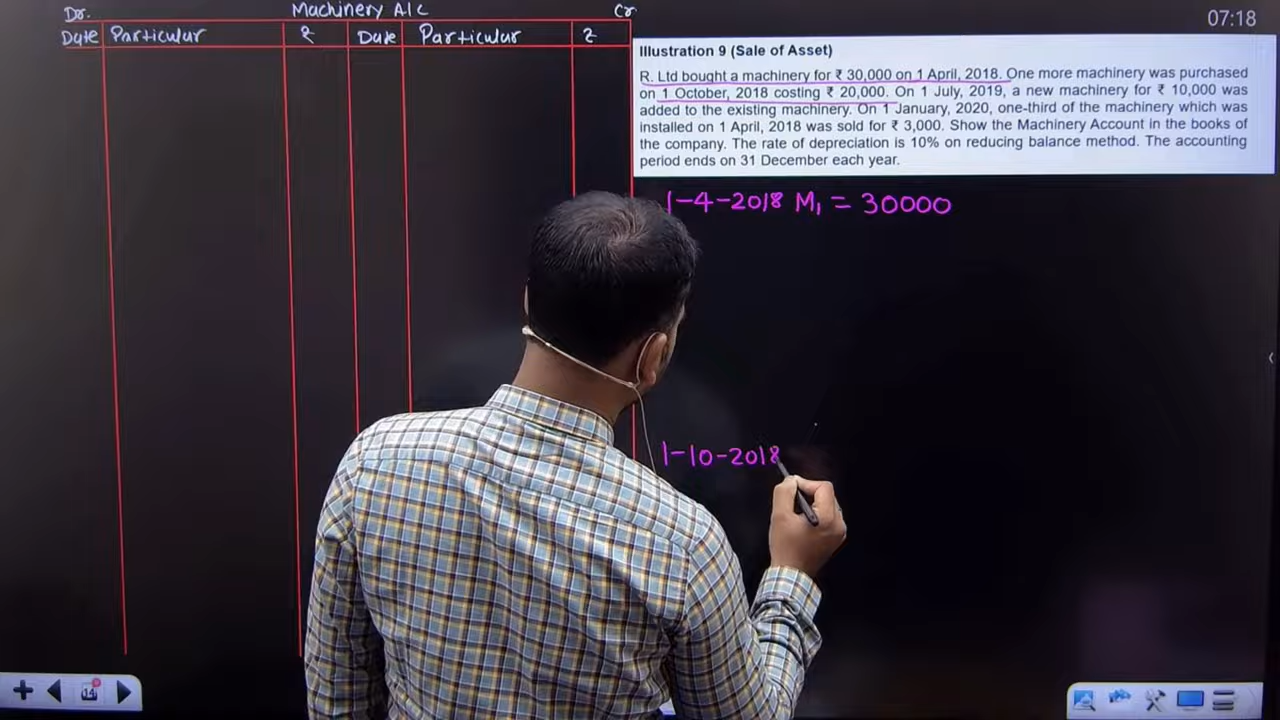 Dr. Machinery A/c Cr
Date Particular ₹ Date Particular ₹
07:18
Illustration 9 (Sale of Asset)
R. Ltd bought a machinery for ₹ 30,000 on 1 April, 2018. One more machinery was purchased
on 1 October, 2018 costing ₹ 20,000. On 1 July, 2019, a new machinery for ₹ 10,000 was
added to the existing machinery. On 1 January, 2020, one-third of the machinery which was
installed on 1 April, 2018 was sold for ₹ 3,000. Show the Machinery Account in the books of
the company. The rate of depreciation is 10% on reducing balance method. The accounting
period ends on 31 December each year.
1-4-2018 M₁ = 30000
1-10-2018
14